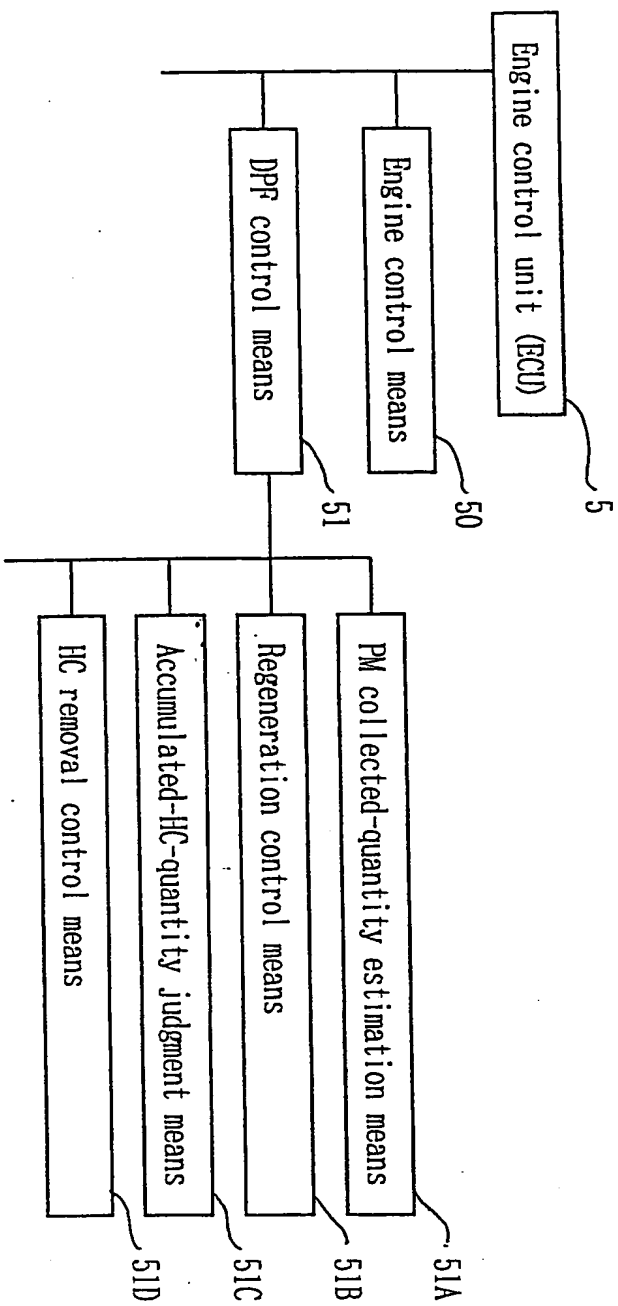 Engine control unit (ECU)
5
Engine control means
50
DPF control means
51
PM collected-quantity estimation means
51A
Regeneration control means
51B
Accumulated-HC-quantity judgment means
51C
HC removal control means
51D